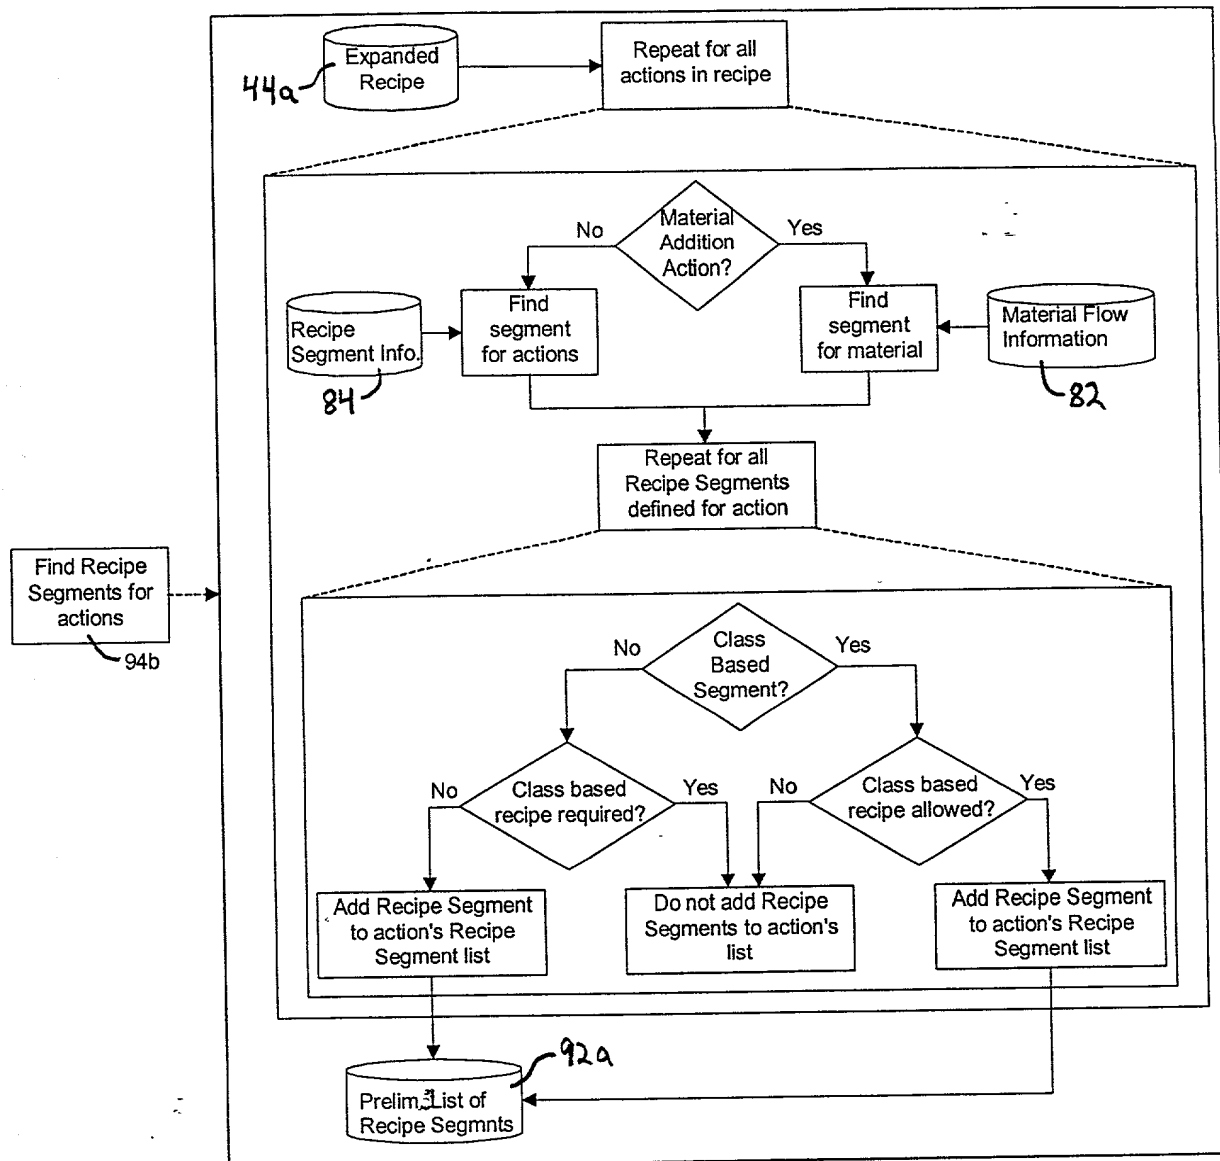 Expanded
Recipe
44a
Repeat for all
actions in recipe
Material
Addition
Action?
No
Yes
Recipe
Segment Info.
84
Find
segment
for actions
Find
segment
for material
Material Flow
Information
82
Repeat for all
Recipe Segments
defined for action
Find Recipe
Segments for
actions
94b
Class
Based
Segment?
No
Yes
Class based
recipe required?
No
Yes
Class based
recipe allowed?
No
Yes
Add Recipe Segment
to action's Recipe
Segment list
Do not add Recipe
Segments to action's
list
Add Recipe Segment
to action's Recipe
Segment list
92a
Prelim. List of
Recipe Segmnts